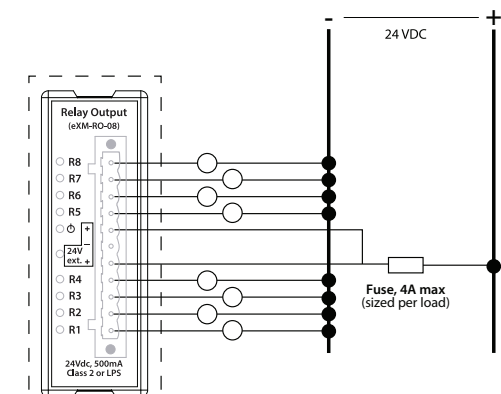 - +
24 VDC
Relay Output
(eXM-RO-08)
R8
R7
R6
R5
+
−
24V
ext. +
R4
R3
R2
R1
Fuse, 4A max
(sized per load)
24Vdc, 500mA
Class 2 or LPS